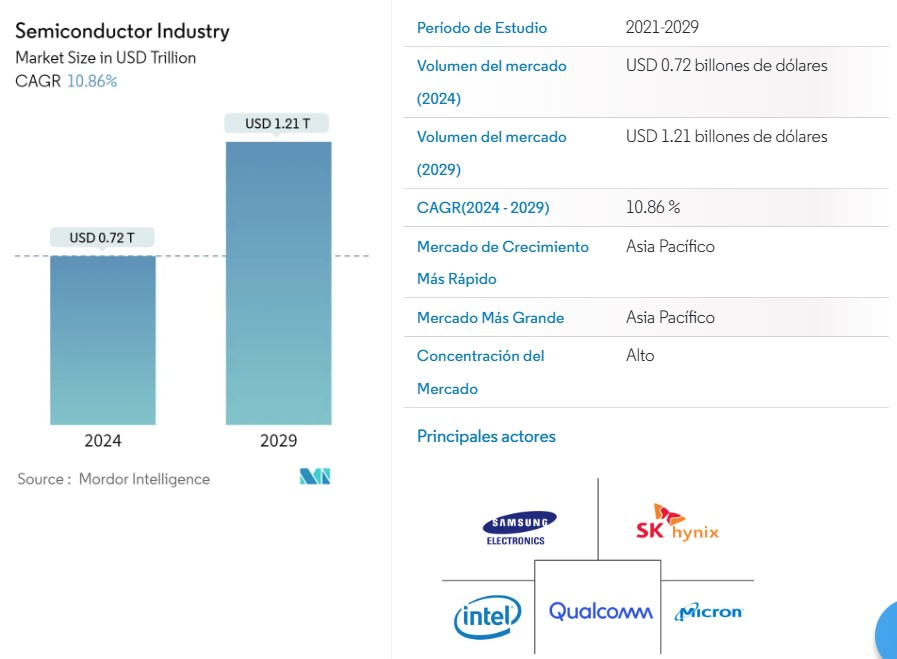 Semiconductor Industry
Market Size in USD Trillion
CAGR 10.86%
USD 1.21 T
USD 0.72 T
2024
2029
Source : Mordor Intelligence
Período de Estudio
2021-2029
Volumen del mercado
(2024)
USD 0.72 billones de dólares
Volumen del mercado
(2029)
USD 1.21 billones de dólares
CAGR(2024 - 2029)
10.86 %
Mercado de Crecimiento
Más Rápido
Asia Pacífico
Mercado Más Grande
Asia Pacífico
Concentración del
Mercado
Alto
Principales actores
SAMSUNG
ELECTRONICS
SK hynix
intel
Qualcomm
Micron